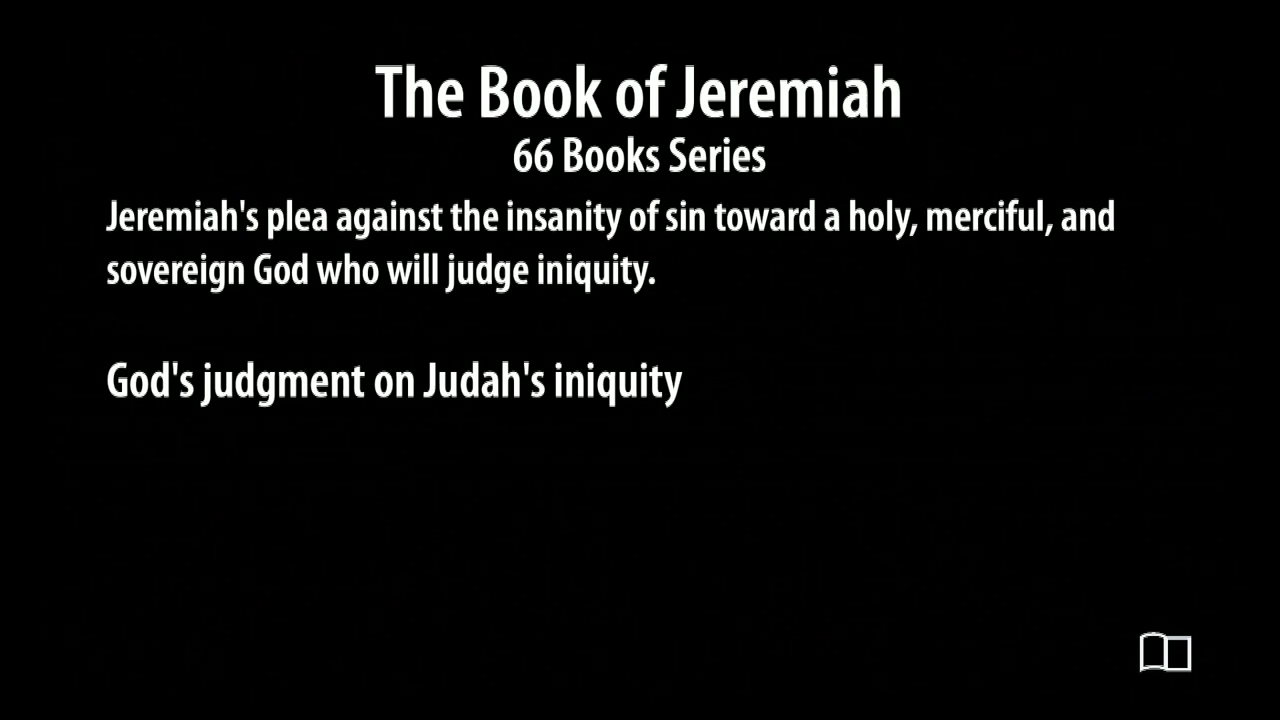 The Book of Jeremiah
66 Books Series
Jeremiah's plea against the insanity of sin toward a holy, merciful, and
sovereign God who will judge iniquity.
God's judgment on Judah's iniquity